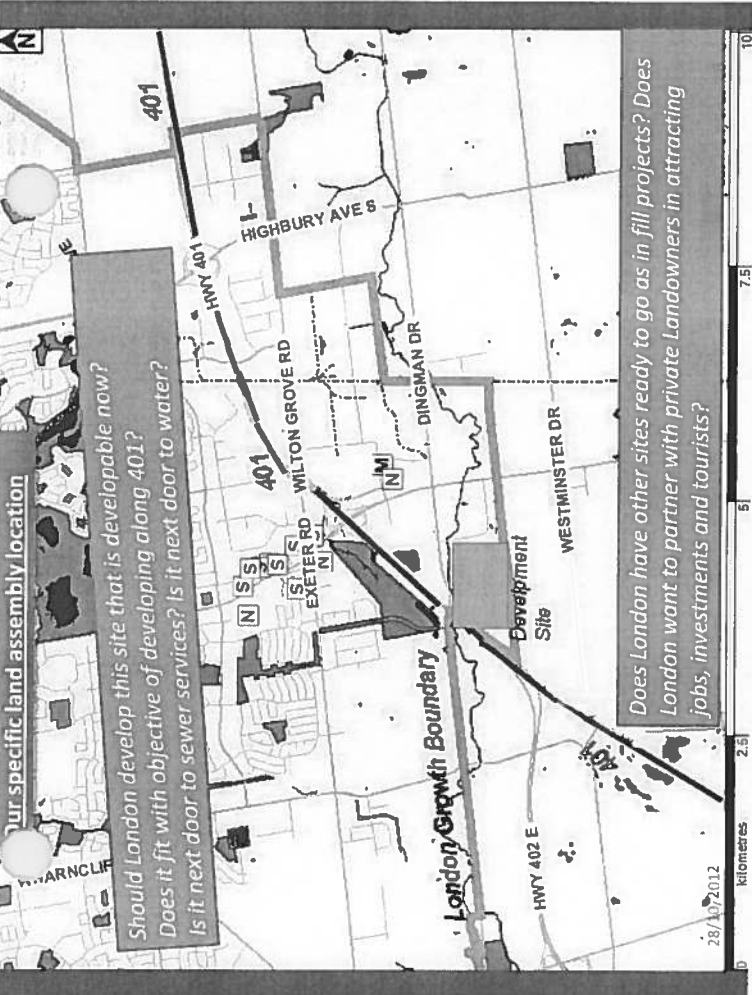 Our specific land assembly location
N
WHARNCLIF
Should London develop this site that is developable now?
Does it fit with objective of developing along 401?
Is it next door to sewer services? Is it next door to water?
401
HWY 401
HIGHBURY AVE S
N
S
S
S
S
S
N
EXETER RD
401
WILTON GROVE RD
N
M
DINGMAN DR
London Growth Boundary
Development
Site
WESTMINSTER DR
HWY 402 E
401
Does London have other sites ready to go as in fill projects? Does
London want to partner with private Landowners in attracting
jobs, investments and tourists?
28/10/2012
0
kilometres
2.5
5
7.5
10